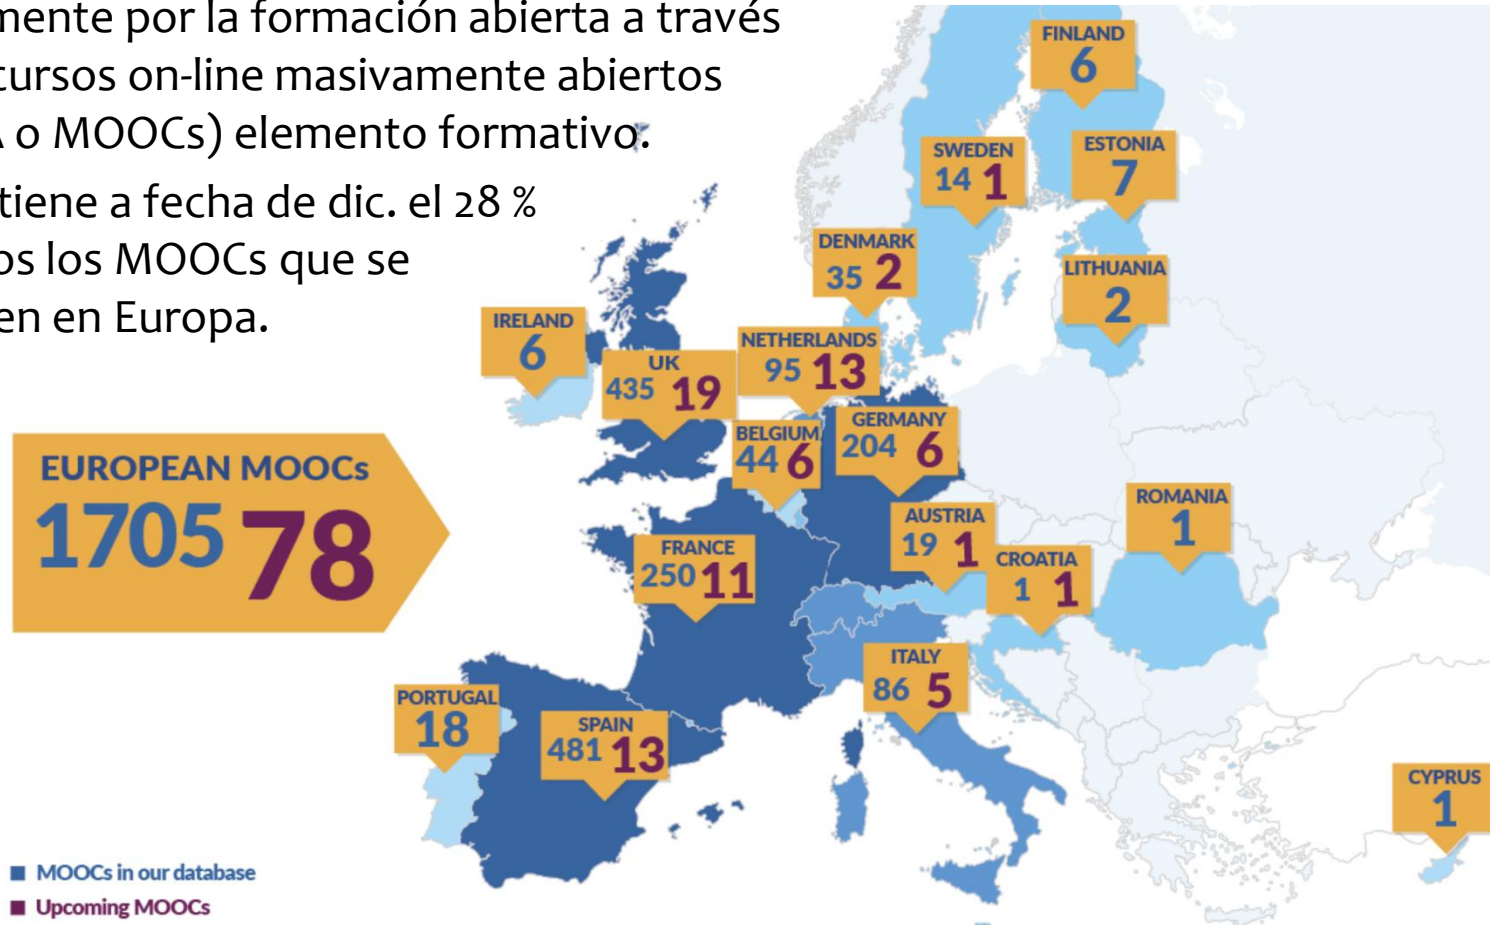 mente por la formación abierta a través
cursos on-line masivamente abiertos
o MOOCs) elemento formativo.
tiene a fecha de dic. el 28 %
os los MOOCs que se
en en Europa.
FINLAND
6
SWEDEN
14 1
ESTONIA
7
DENMARK
35 2
LITHUANIA
2
IRELAND
6
UK
435 19
NETHERLANDS
95 13
BELGIUM
44 6
GERMANY
204 6
EUROPEAN MOOCs
1705 78
FRANCE
250 11
AUSTRIA
19 1
CROATIA
1 1
ROMANIA
1
ITALY
86 5
PORTUGAL
18
SPAIN
481 13
CYPRUS
1
MOOCs in our database
Upcoming MOOCs